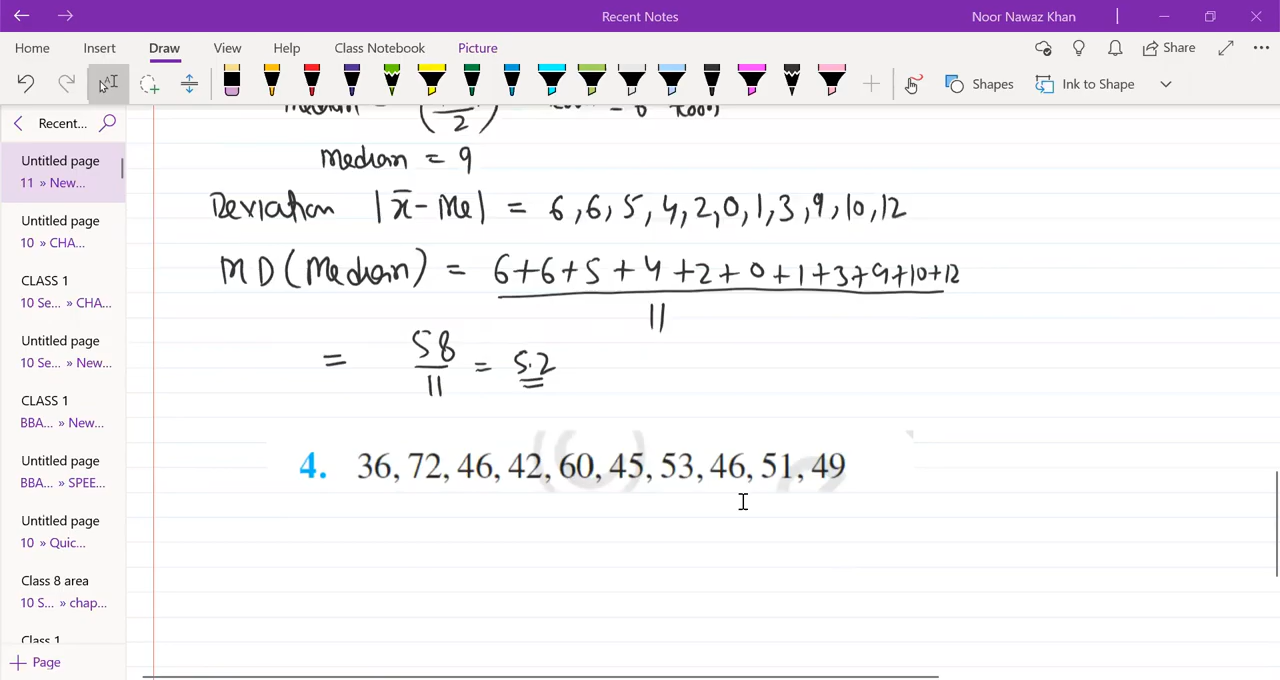 Recent Notes
Noor Nawaz Khan
Home Insert Draw View Help Class Notebook Picture
Share
Shapes
Ink to Shape
Recent...
Untitled page
11 » New...
Untitled page
10 » CHA...
CLASS 1
10 Se... » CHA...
Untitled page
10 Se... » New...
CLASS 1
BBA... » New...
Untitled page
BBA... » SPEE...
Untitled page
10 » Quic...
Class 8 area
10 S... » chap...
Class 1
Page
Median = 9
Deviation |x̄ - Me| = 6, 6, 5, 4, 2, 0, 1, 3, 9, 10, 12
MD (Median) = 6+6+5+4+2+0+1+3+9+10+12
11
= 58/11 = 5.2
4. 36, 72, 46, 42, 60, 45, 53, 46, 51, 49